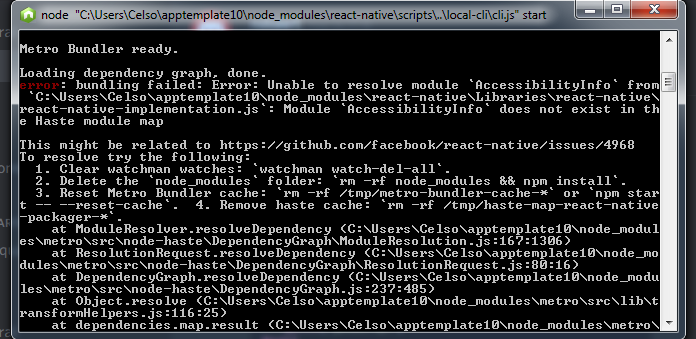 node "C:\Users\Celso\apptemplate10\node_modules\react-native\scripts\..\local-cli\cli.js" start
Metro Bundler ready.
Loading dependency graph, done.
error: bundling failed: Error: Unable to resolve module `AccessibilityInfo` from
`C:\Users\Celso\apptemplate10\node_modules\react-native\Libraries\react-native\
react-native-implementation.js`: Module `AccessibilityInfo` does not exist in th
e Haste module map
This might be related to https://github.com/facebook/react-native/issues/4968
To resolve try the following:
1. Clear watchman watches: `watchman watch-del-all`.
2. Delete the `node_modules` folder: `rm -rf node_modules && npm install`.
3. Reset Metro Bundler cache: `rm -rf /tmp/metro-bundler-cache-*` or `npm star
t -- --reset-cache`.  4. Remove haste cache: `rm -rf /tmp/haste-map-react-native
-packager-*`.
at ModuleResolver.resolveDependency (C:\Users\Celso\apptemplate10\node_modul
es\metro\src\node-haste\DependencyGraph\ModuleResolution.js:167:1306)
at ResolutionRequest.resolveDependency (C:\Users\Celso\apptemplate10\node_mo
dules\metro\src\node-haste\DependencyGraph\ResolutionRequest.js:80:16)
at DependencyGraph.resolveDependency (C:\Users\Celso\apptemplate10\node_modu
les\metro\src\node-haste\DependencyGraph.js:237:485)
at Object.resolve (C:\Users\Celso\apptemplate10\node_modules\metro\src\lib\t
ransformHelpers.js:116:25)
at dependencies.map.result (C:\Users\Celso\apptemplate10\node_modules\metro\